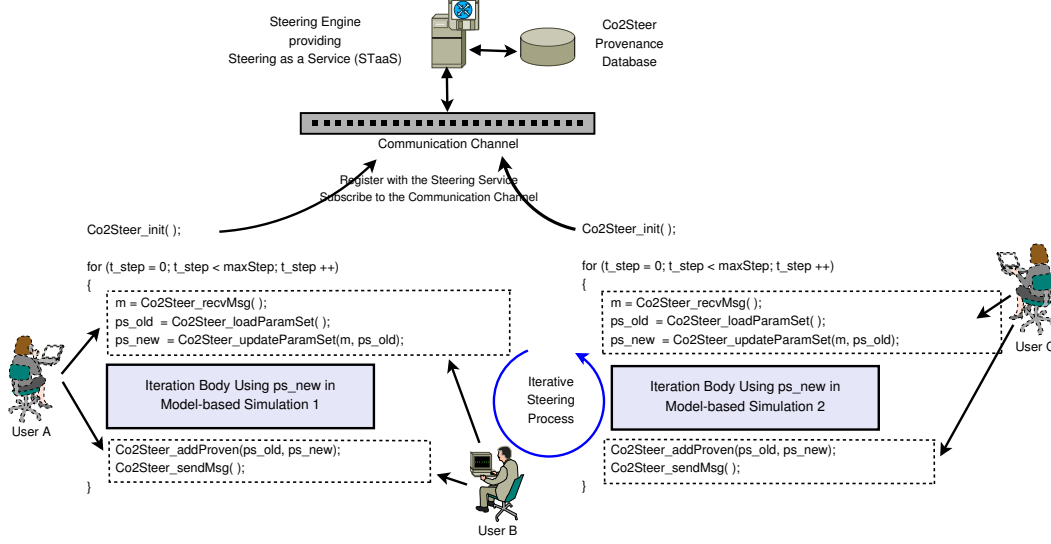 Steering Engine
providing
Steering as a Service (STaaS)
Co2Steer
Provenance
Database
Communication Channel
Register with the Steering Service
Subscribe to the Communication Channel
Co2Steer_init( );
for (t_step = 0; t_step < maxStep; t_step ++)
{
m = Co2Steer_recvMsg( );
ps_old = Co2Steer_loadParamSet( );
ps_new = Co2Steer_updateParamSet(m, ps_old);
Iteration Body Using ps_new in
Model-based Simulation 1
Co2Steer_addProven(ps_old, ps_new);
Co2Steer_sendMsg( );
}
User A
Iterative
Steering
Process
User B
Co2Steer_init( );
for (t_step = 0; t_step < maxStep; t_step ++)
{
m = Co2Steer_recvMsg( );
ps_old = Co2Steer_loadParamSet( );
ps_new = Co2Steer_updateParamSet(m, ps_old);
Iteration Body Using ps_new in
Model-based Simulation 2
Co2Steer_addProven(ps_old, ps_new);
Co2Steer_sendMsg( );
}
User C